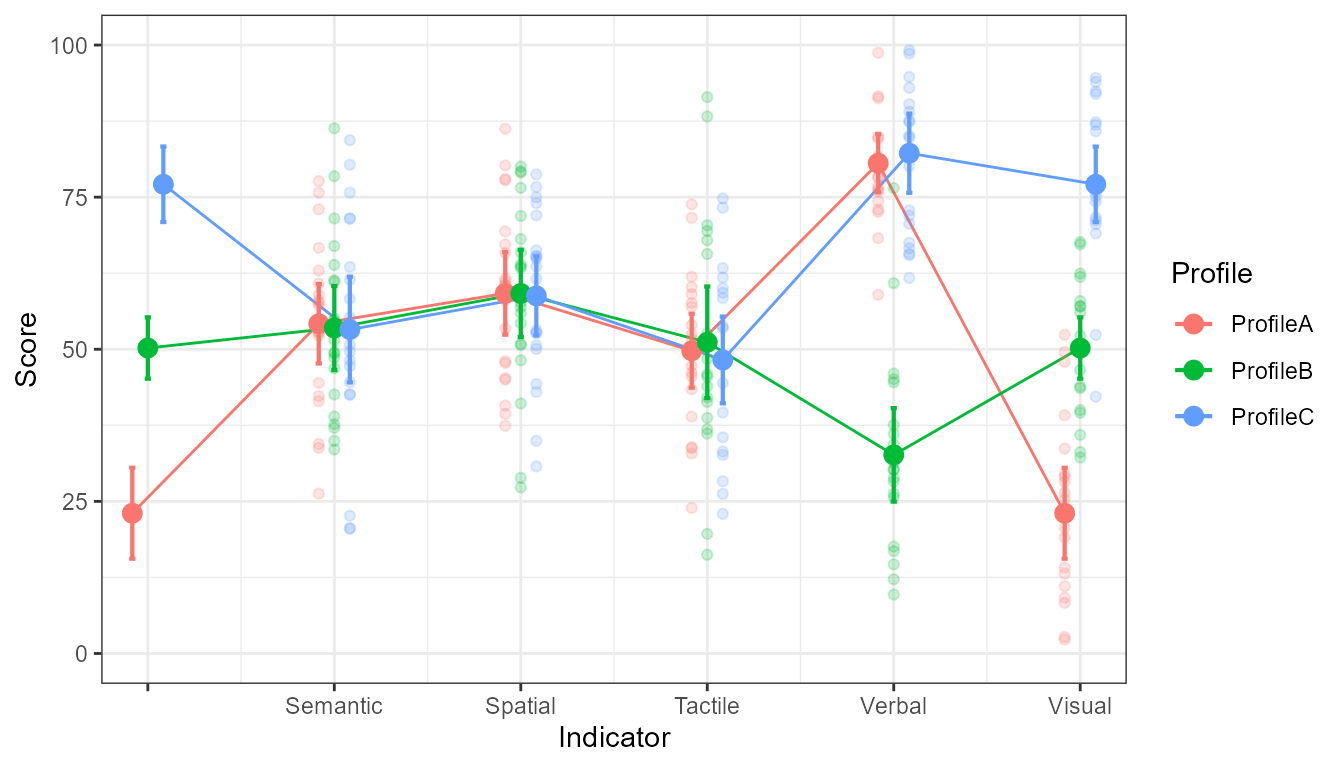 100
75
50
25
0
Score
Semantic
Spatial
Tactile
Verbal
Visual
Indicator
Profile
ProfileA
ProfileB
ProfileC